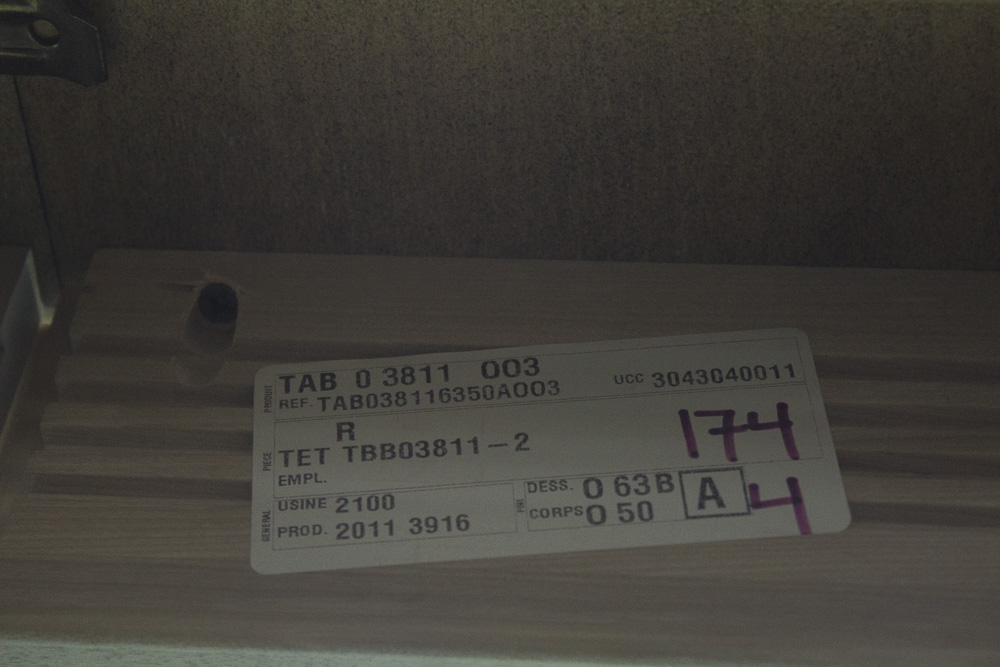 PRODUIT
TAB 0 3811 003
REF. TAB038116350A003
UCC 3043040011
PIECE
R
TET TBB03811-2
174
EMPL.
GENERAL
USINE 2100
PROD. 2011 3916
DESS. 0 63B
CORPS 0 50
A
4